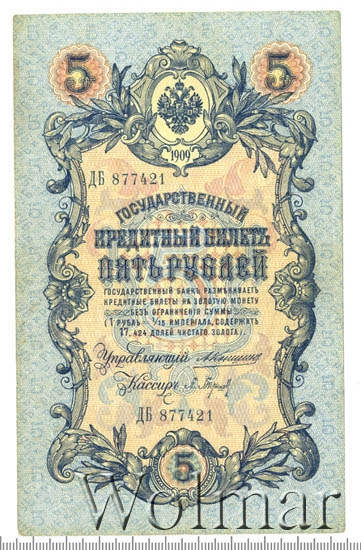 5 5
1909
ДБ 877421
ГОСУДАРСТВЕННЫЙ
КРЕДИТНЫЙ БИЛЕТЪ
ПЯТЬ РУБЛЕЙ
ГОСУДАРСТВЕННЫЙ БАНКЪ РАЗМѢНИВАЕТЪ
КРЕДИТНЫЕ БИЛЕТЫ НА ЗОЛОТУЮ МОНЕТУ
БЕЗЪ ОГРАНИЧЕНІЯ СУММЫ
(1 РУБЛЬ = 1/15 ИМПЕРІАЛА, СОДЕРЖИТЪ
17,424 ДОЛЕЙ ЧИСТАГО ЗОЛОТА).
Управляющій
Кассиръ
ДБ 877421
5
Wolmar